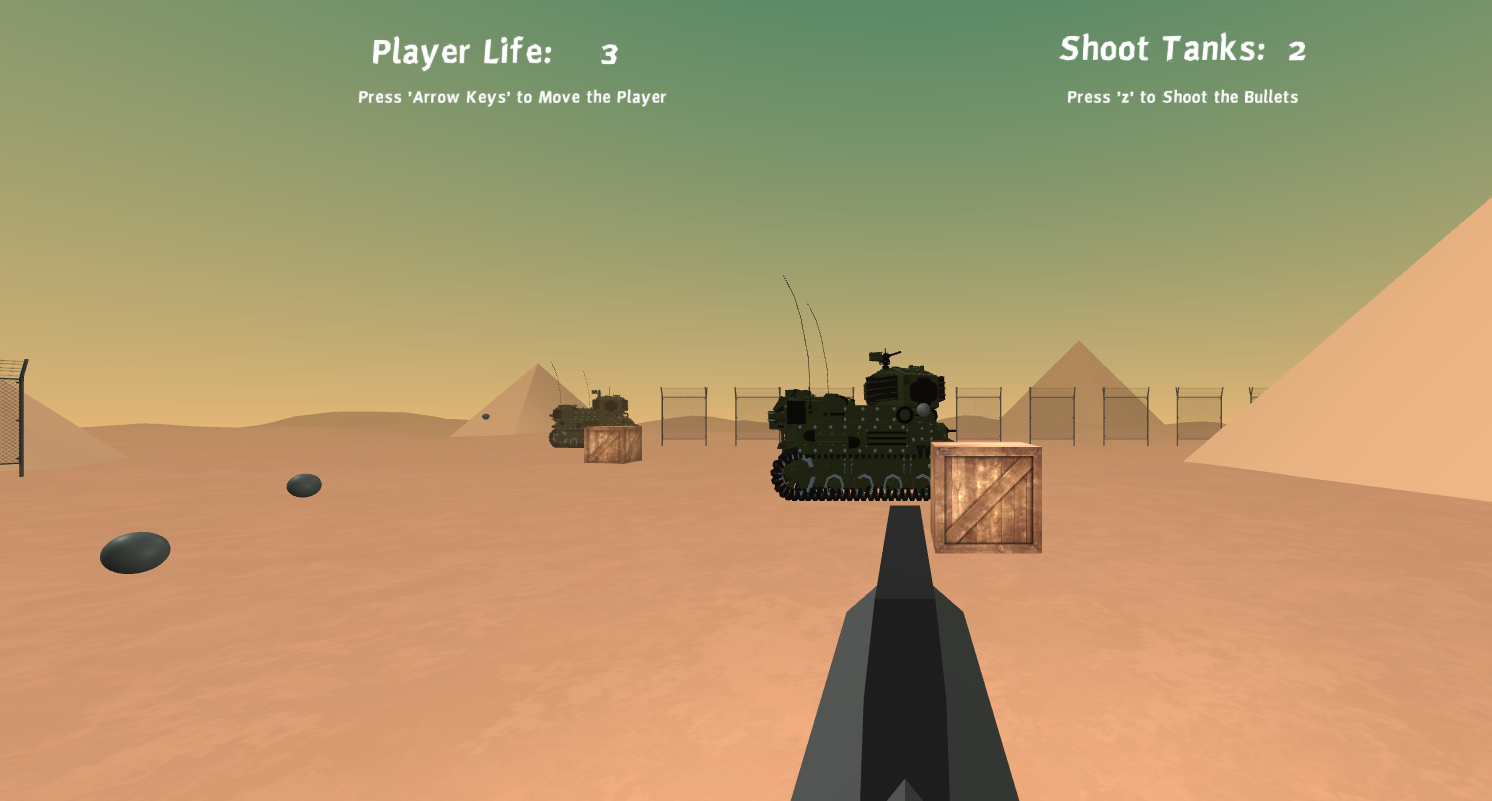 Player Life: 3
Shoot Tanks: 2
Press 'Arrow Keys' to Move the Player
Press 'z' to Shoot the Bullets